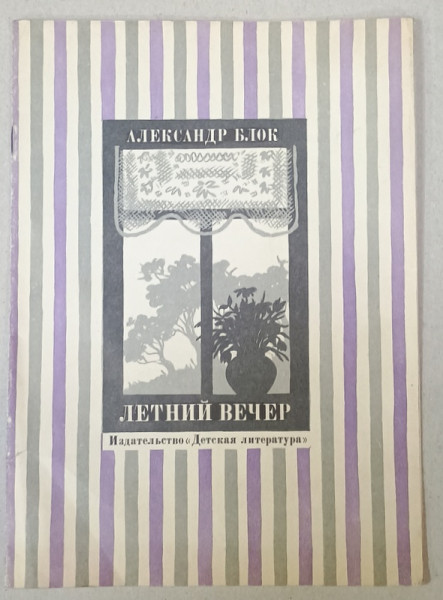 АЛЕКСАНДР БЛОК
ЛЕТНИЙ ВЕЧЕР
Издательство «Детская литература»